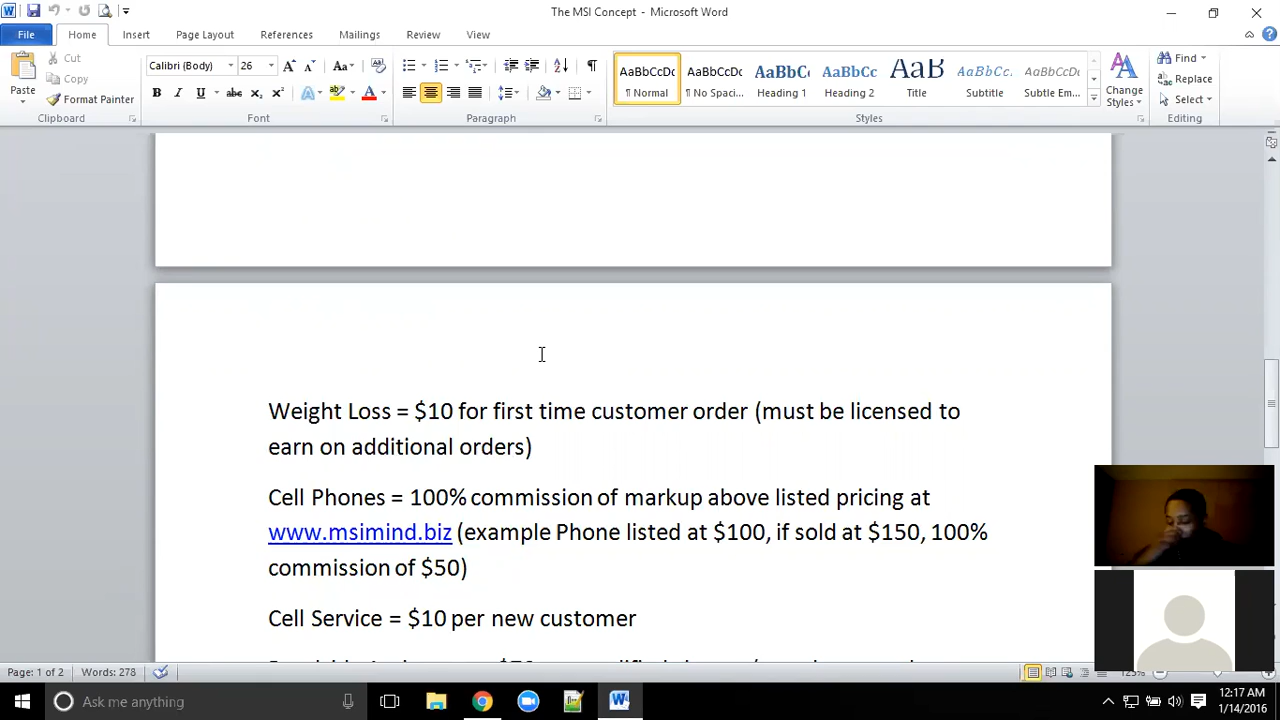 The MSI Concept - Microsoft Word
File Home Insert Page Layout References Mailings Review View
Paste
Cut
Copy
Format Painter
Clipboard
Calibri (Body) 26
Font
Paragraph
AaBbCcDc AaBbCcDc AaBbCc AaBbCc AaB AaBbCc. AaBbCcDc
¶ Normal ¶ No Spaci... Heading 1 Heading 2 Title Subtitle Subtle Em...
Change
Styles
Styles
Find
Replace
Select
Editing
Weight Loss = $10 for first time customer order (must be licensed to
earn on additional orders)
Cell Phones = 100% commission of markup above listed pricing at
www.msimind.biz (example Phone listed at $100, if sold at $150, 100%
commission of $50)
Cell Service = $10 per new customer
Page: 1 of 2 Words: 278 125%
Ask me anything
12:17 AM
1/14/2016